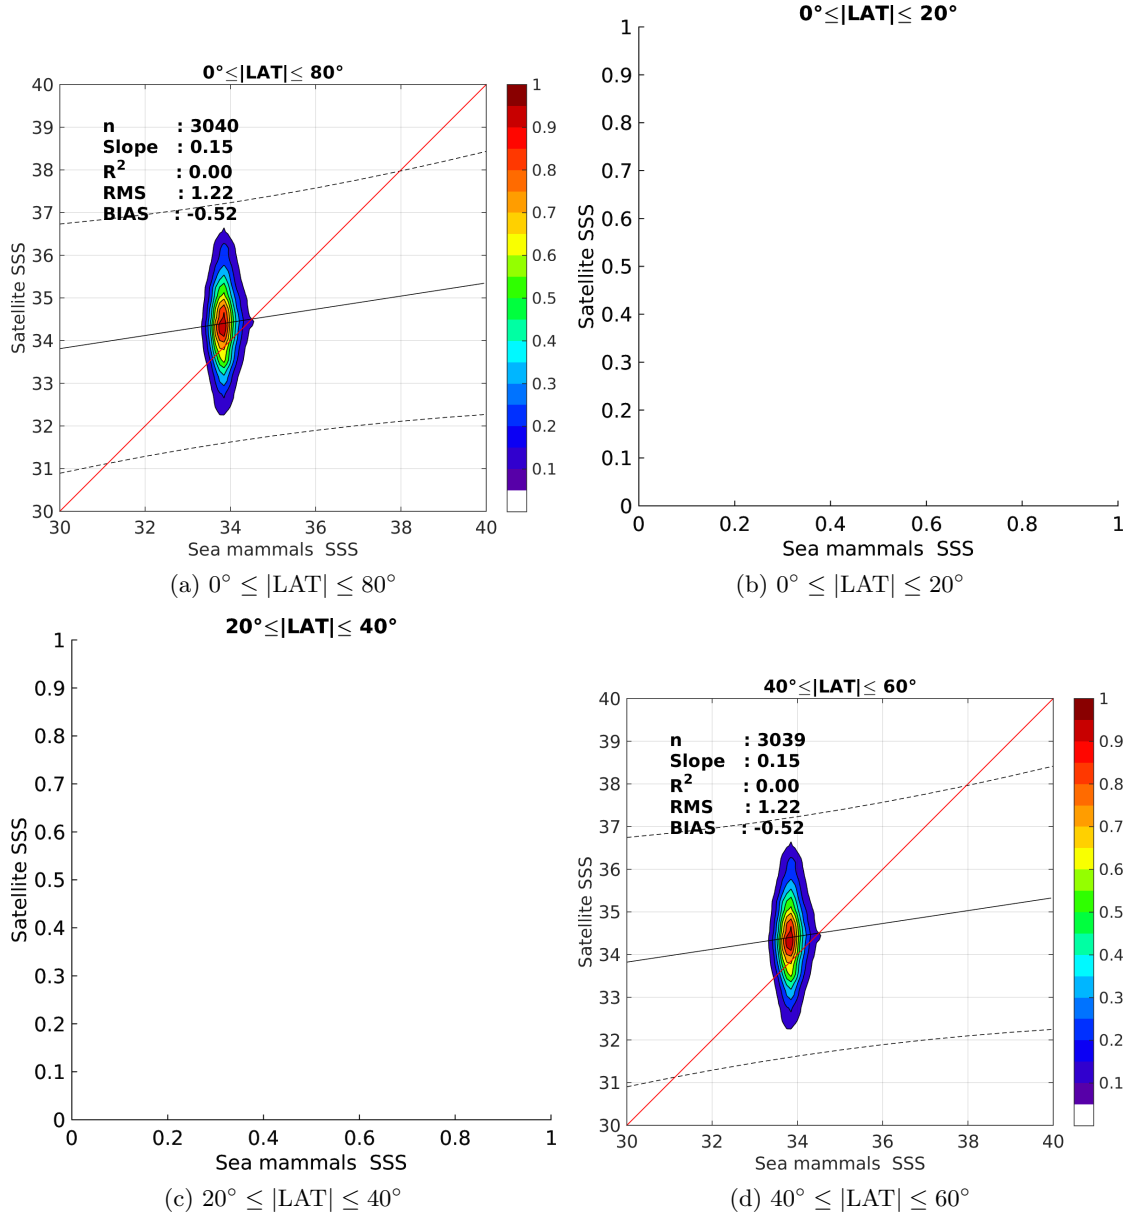 0°≤|LAT|≤ 80°
40
39
38
37
36
35
34
33
32
31
30
n : 3040
Slope : 0.15
R² : 0.00
RMS : 1.22
BIAS : -0.52
Satellite SSS
30 32 34 36 38 40
Sea mammals SSS
1
0.9
0.8
0.7
0.6
0.5
0.4
0.3
0.2
0.1
(a) 0° ≤ |LAT| ≤ 80°
0°≤|LAT|≤ 20°
1
0.9
0.8
0.7
0.6
0.5
0.4
0.3
0.2
0.1
0
Satellite SSS
0 0.2 0.4 0.6 0.8 1
Sea mammals SSS
(b) 0° ≤ |LAT| ≤ 20°
20°≤|LAT|≤ 40°
1
0.9
0.8
0.7
0.6
0.5
0.4
0.3
0.2
0.1
0
Satellite SSS
0 0.2 0.4 0.6 0.8 1
Sea mammals SSS
(c) 20° ≤ |LAT| ≤ 40°
40°≤|LAT|≤ 60°
40
39
38
37
36
35
34
33
32
31
30
n : 3039
Slope : 0.15
R² : 0.00
RMS : 1.22
BIAS : -0.52
Satellite SSS
30 32 34 36 38 40
Sea mammals SSS
1
0.9
0.8
0.7
0.6
0.5
0.4
0.3
0.2
0.1
(d) 40° ≤ |LAT| ≤ 60°